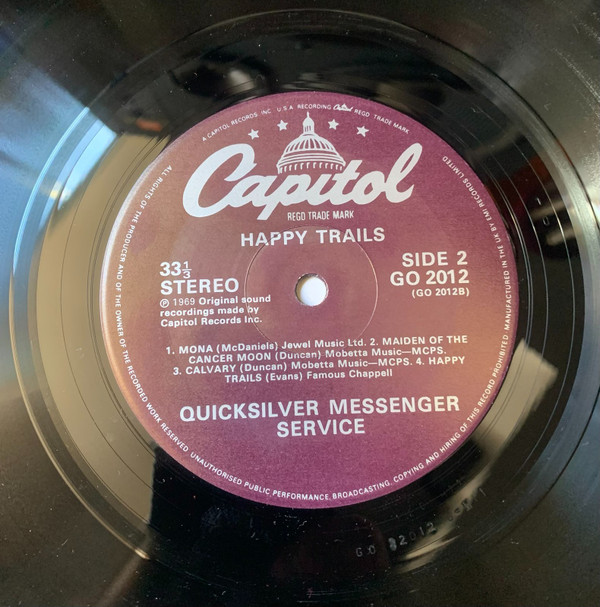 A CAPITOL RECORDS INC U.S.A RECORDING Capitol REGD TRADE MARK
Capitol
REGD TRADE MARK
HAPPY TRAILS
33⅓
STEREO
℗ 1969 Original sound
recordings made by
Capitol Records Inc.
SIDE 2
GO 2012
(GO 2012B)
1. MONA (McDaniels) Jewel Music Ltd. 2. MAIDEN OF THE
CANCER MOON (Duncan) Mobetta Music—MCPS.
3. CALVARY (Duncan) Mobetta Music—MCPS. 4. HAPPY
TRAILS (Evans) Famous Chappell
QUICKSILVER MESSENGER
SERVICE
ALL RIGHTS OF THE PRODUCER AND OF THE OWNER OF THE RECORDED WORK RESERVED UNAUTHORISED PUBLIC PERFORMANCE, BROADCASTING, COPYING AND HIRING OF THIS RECORD PROHIBITED. MANUFACTURED IN THE UK BY EMI RECORDS LIMITED
GO 2012